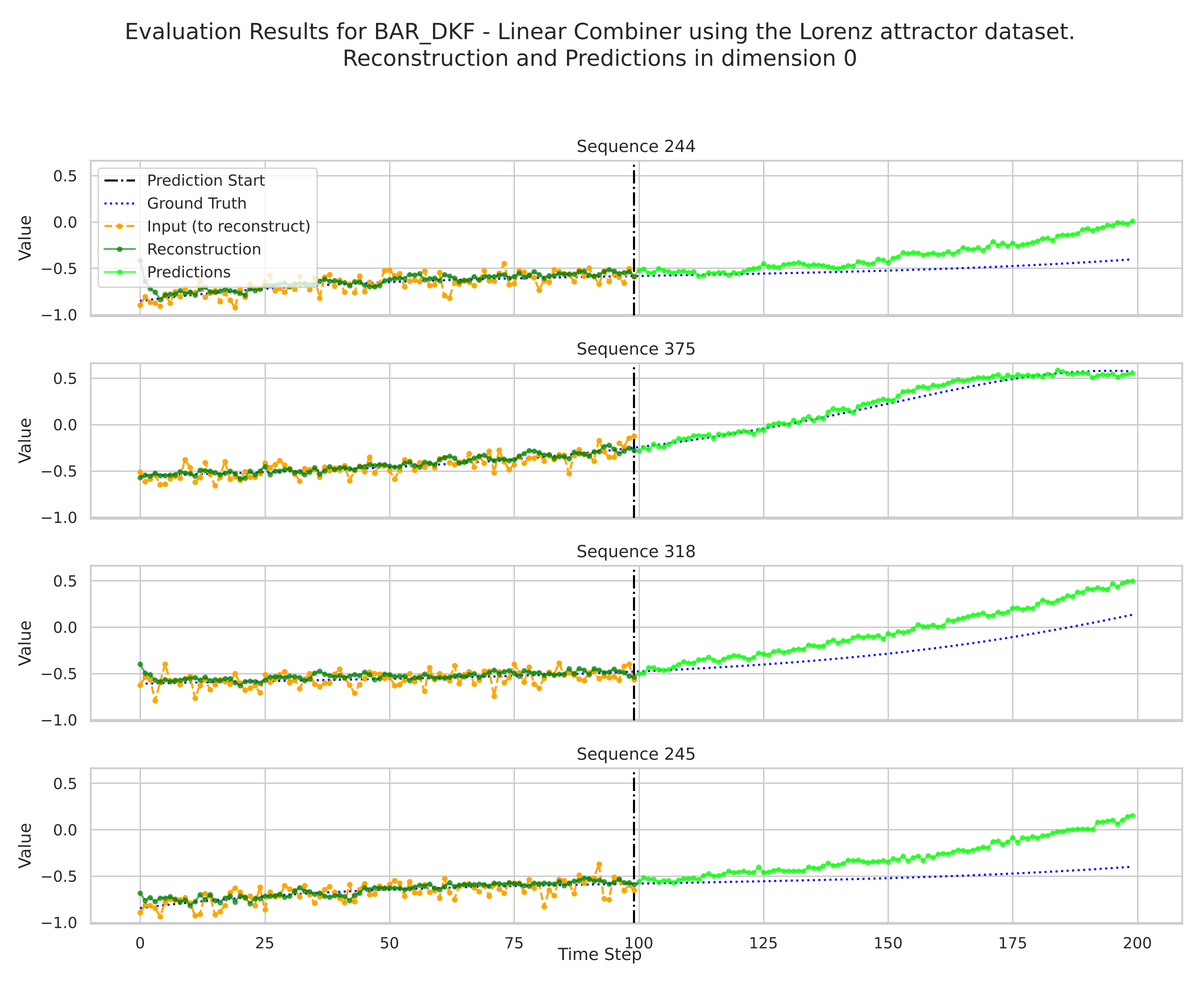 Evaluation Results for BAR_DKF - Linear Combiner using the Lorenz attractor dataset.
Reconstruction and Predictions in dimension 0
Sequence 244
Value
0.5
0.0
−0.5
−1.0
Prediction Start
Ground Truth
Input (to reconstruct)
Reconstruction
Predictions
Sequence 375
Value
0.5
0.0
−0.5
−1.0
Sequence 318
Value
0.5
0.0
−0.5
−1.0
Sequence 245
Value
0.5
0.0
−0.5
−1.0
0 25 50 75 100 125 150 175 200
Time Step